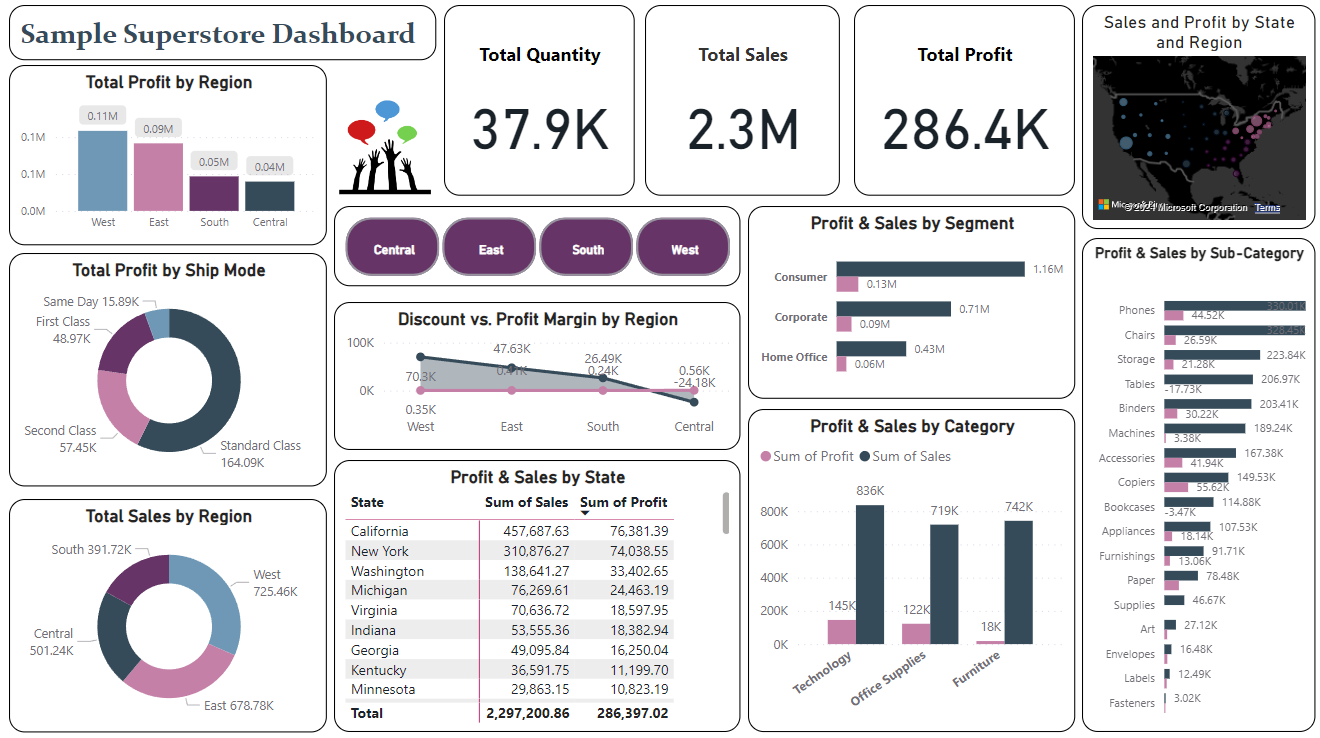 Sample Superstore Dashboard
Total Quantity
37.9K
Total Sales
2.3M
Total Profit
286.4K
Sales and Profit by State
and Region
© 2024 Microsoft Corporation Terms
Total Profit by Region
0.1M
0.1M
0.0M
0.11M
0.09M
0.05M
0.04M
West
East
South
Central
Central
East
South
West
Total Profit by Ship Mode
Same Day 15.89K
First Class
48.97K
Second Class
57.45K
Standard Class
164.09K
Discount vs. Profit Margin by Region
100K
0K
70.3K
47.63K
26.49K
-24.18K
0.35K
0.41K
0.24K
0.56K
West
East
South
Central
Profit & Sales by Segment
Consumer
1.16M
0.13M
Corporate
0.71M
0.09M
Home Office
0.43M
0.06M
Profit & Sales by Sub-Category
Phones
330.01K
44.52K
Chairs
328.45K
26.59K
Storage
223.84K
21.28K
Tables
206.97K
-17.73K
Binders
203.41K
30.22K
Machines
189.24K
3.38K
Accessories
167.38K
41.94K
Copiers
149.53K
55.62K
Bookcases
114.88K
-3.47K
Appliances
107.53K
18.14K
Furnishings
91.71K
13.06K
Paper
78.48K
Supplies
46.67K
Art
27.12K
Envelopes
16.48K
Labels
12.49K
Fasteners
3.02K
Total Sales by Region
South 391.72K
West
725.46K
Central
501.24K
East 678.78K
Profit & Sales by State
State Sum of Sales Sum of Profit
California 457,687.63 76,381.39
New York 310,876.27 74,038.55
Washington 138,641.27 33,402.65
Michigan 76,269.61 24,463.19
Virginia 70,636.72 18,597.95
Indiana 53,555.36 18,382.94
Georgia 49,095.84 16,250.04
Kentucky 36,591.75 11,199.70
Minnesota 29,863.15 10,823.19
Total 2,297,200.86 286,397.02
Profit & Sales by Category
Sum of Profit Sum of Sales
800K
600K
400K
200K
0K
145K
836K
122K
719K
18K
742K
Technology
Office Supplies
Furniture